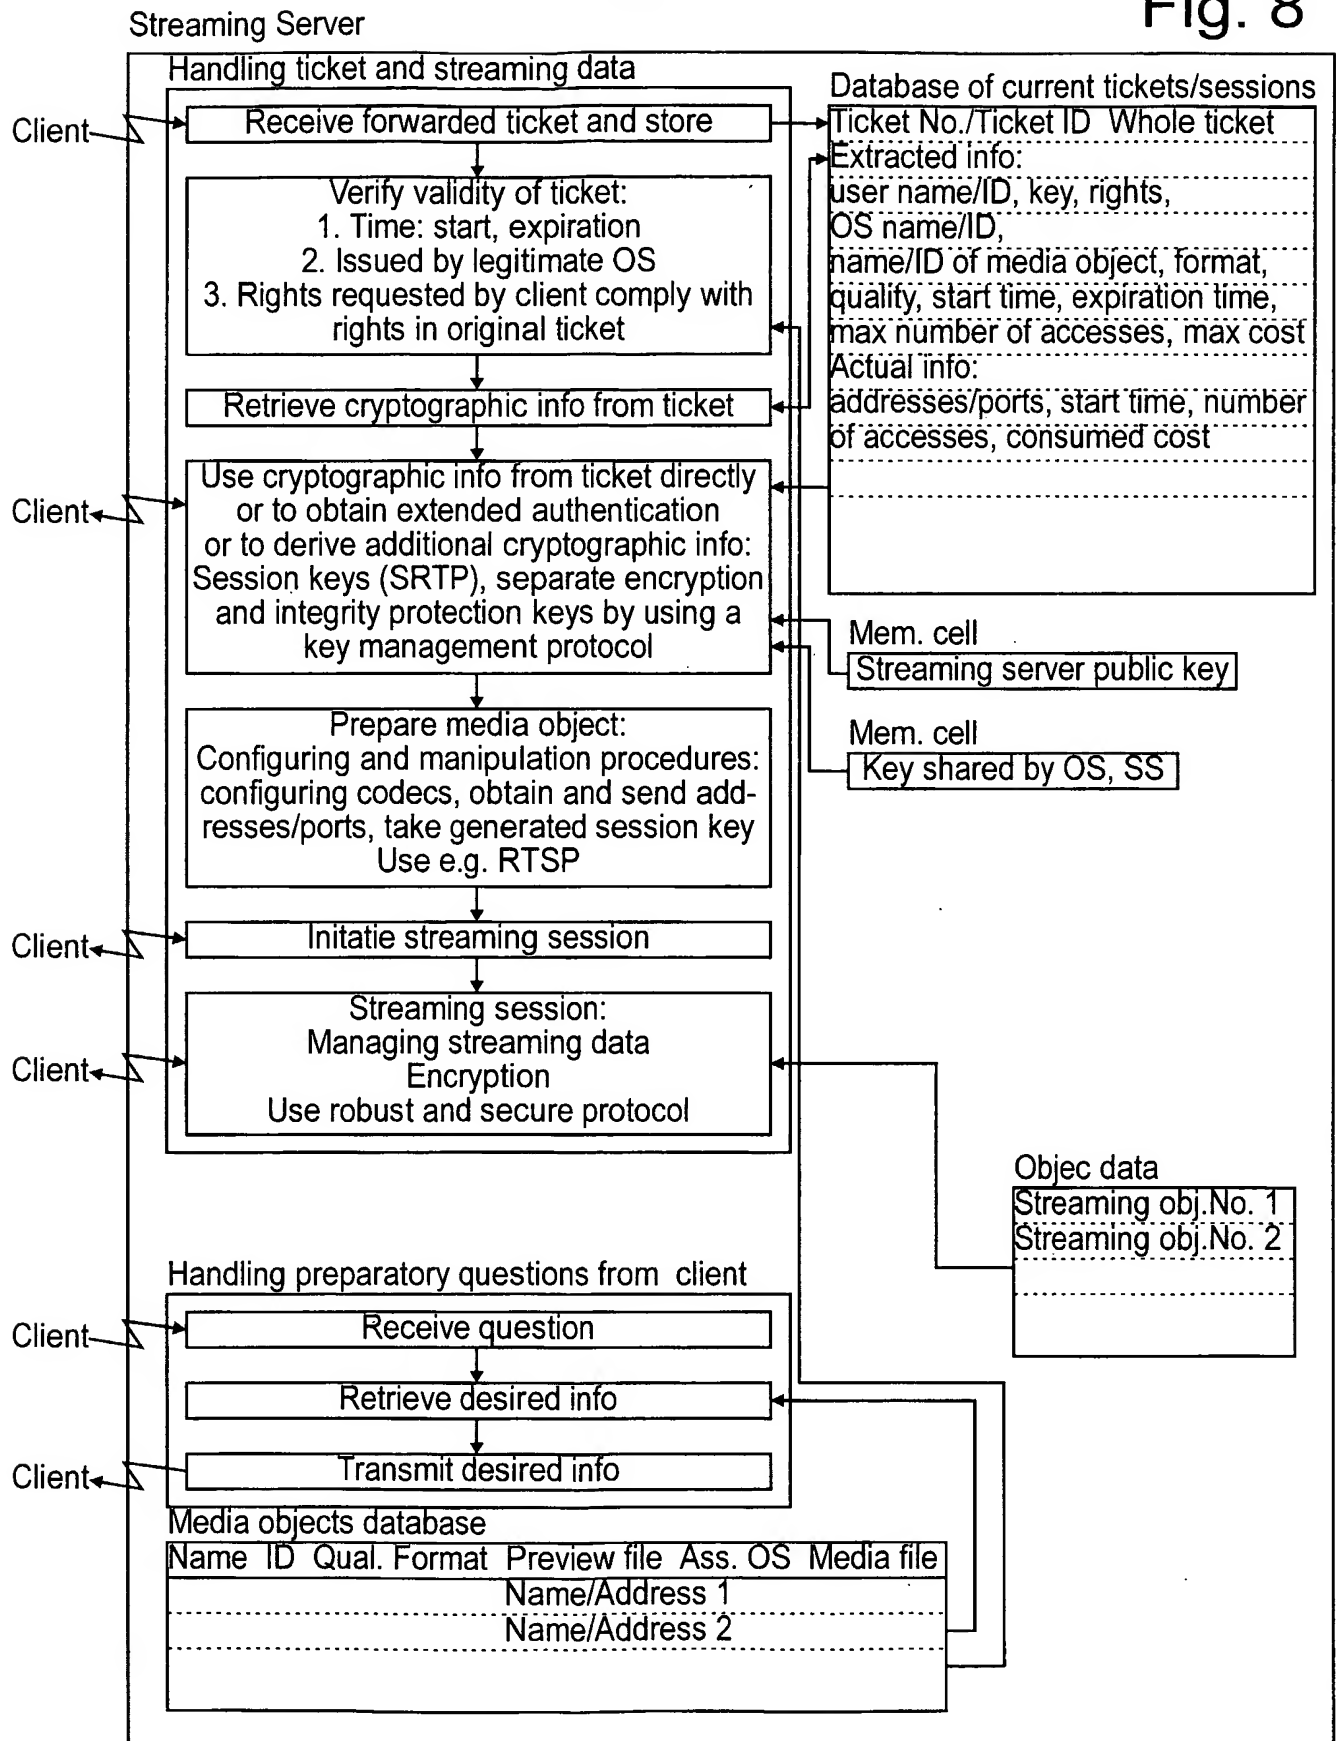 Fig. 8
Streaming Server
Handling ticket and streaming data
Client
Receive forwarded ticket and store
Verify validity of ticket:
1. Time: start, expiration
2. Issued by legitimate OS
3. Rights requested by client comply with
rights in original ticket
Retrieve cryptographic info from ticket
Client
Use cryptographic info from ticket directly
or to obtain extended authentication
or to derive additional cryptographic info:
Session keys (SRTP), separate encryption
and integrity protection keys by using a
key management protocol
Prepare media object:
Configuring and manipulation procedures:
configuring codecs, obtain and send add-
resses/ports, take generated session key
Use e.g. RTSP
Client
Initatie streaming session
Client
Streaming session:
Managing streaming data
Encryption
Use robust and secure protocol
Database of current tickets/sessions
Ticket No./Ticket ID Whole ticket
Extracted info:
user name/ID, key, rights,
OS name/ID,
name/ID of media object, format,
quality, start time, expiration time,
max number of accesses, max cost
Actual info:
addresses/ports, start time, number
of accesses, consumed cost
Mem. cell
Streaming server public key
Mem. cell
Key shared by OS, SS
Objec data
Streaming obj.No. 1
Streaming obj.No. 2
Handling preparatory questions from client
Client
Receive question
Retrieve desired info
Client
Transmit desired info
Media objects database
Name ID Qual. Format Preview file Ass. OS Media file
Name/Address 1
Name/Address 2